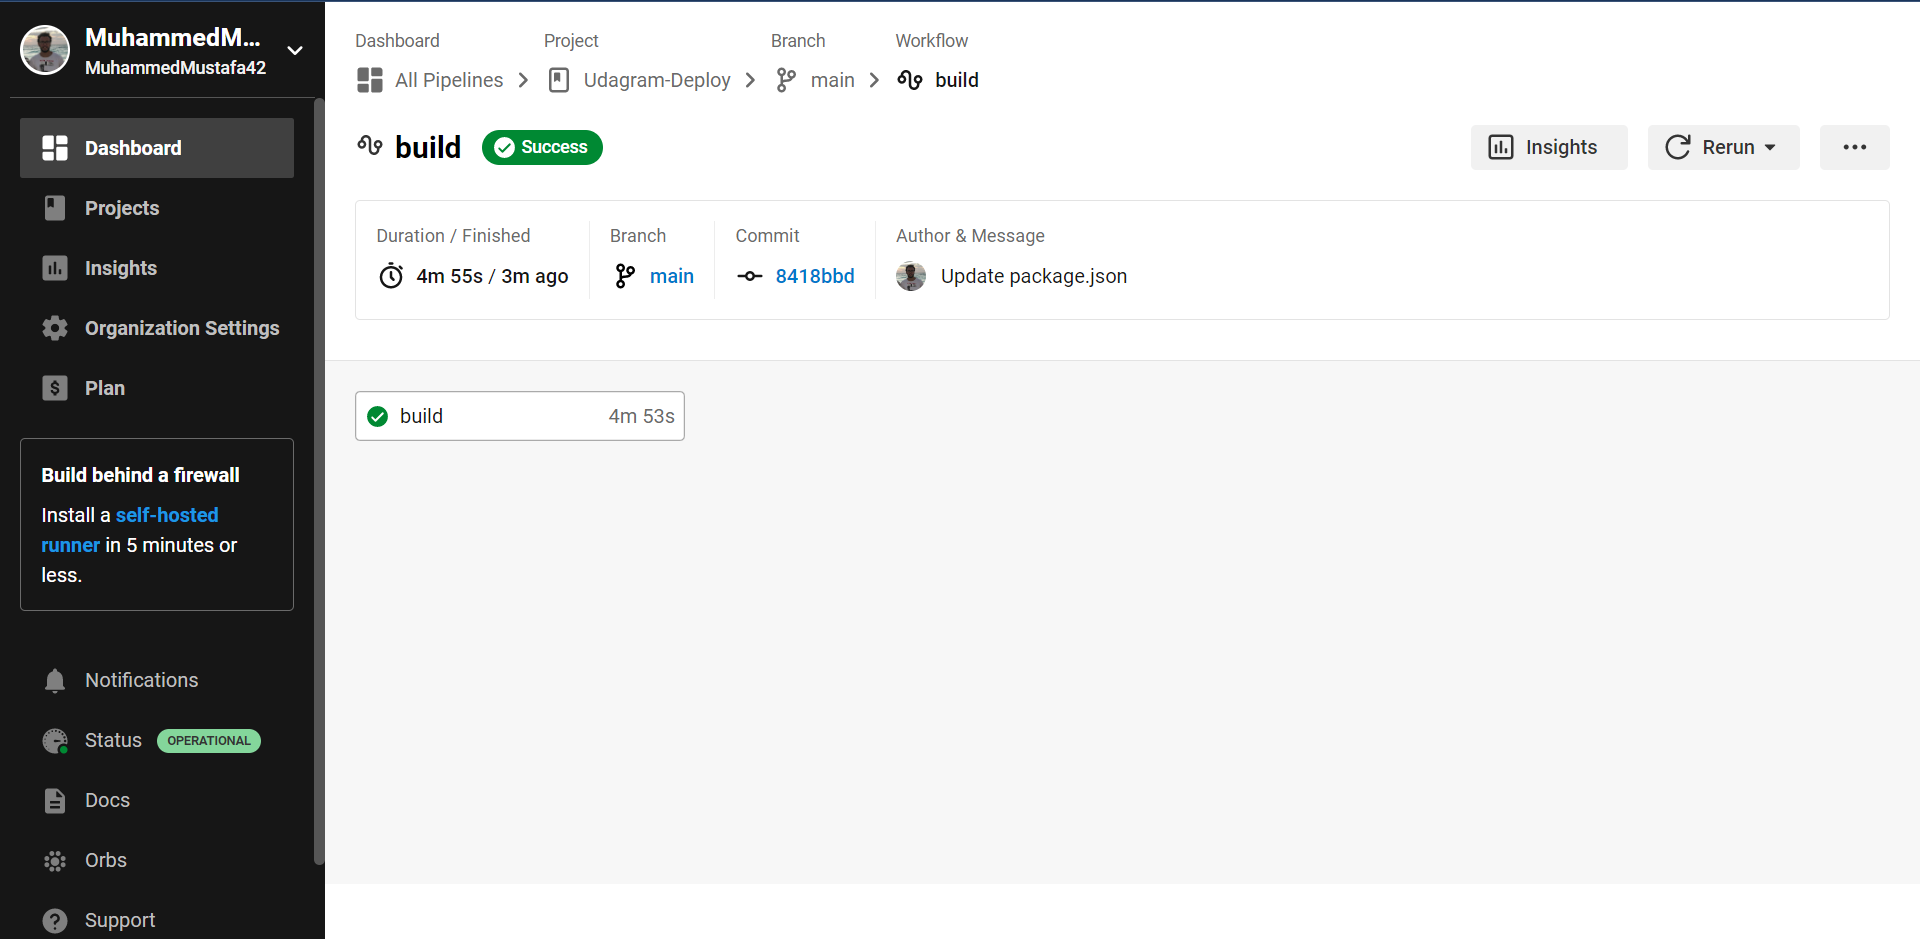 MuhammedM...
MuhammedMustafa42
Dashboard
Projects
Insights
Organization Settings
Plan
Build behind a firewall
Install a self-hosted
runner in 5 minutes or
less.
Notifications
Status OPERATIONAL
Docs
Orbs
Support
Dashboard Project Branch Workflow
All Pipelines Udagram-Deploy main build
build Success
Insights Rerun
Duration / Finished Branch Commit Author & Message
4m 55s / 3m ago main 8418bbd Update package.json
build 4m 53s